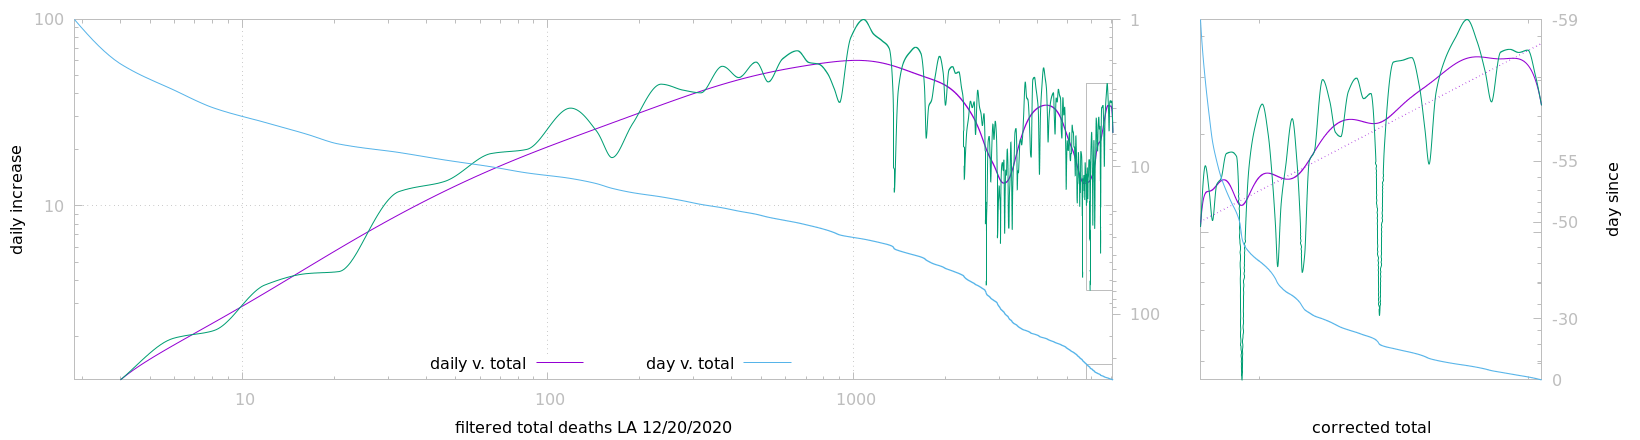 100
10
daily increase
daily v. total
day v. total
10
100
1000
filtered total deaths LA 12/20/2020
1
10
100
-59
-55
-50
-30
0
day since
corrected total